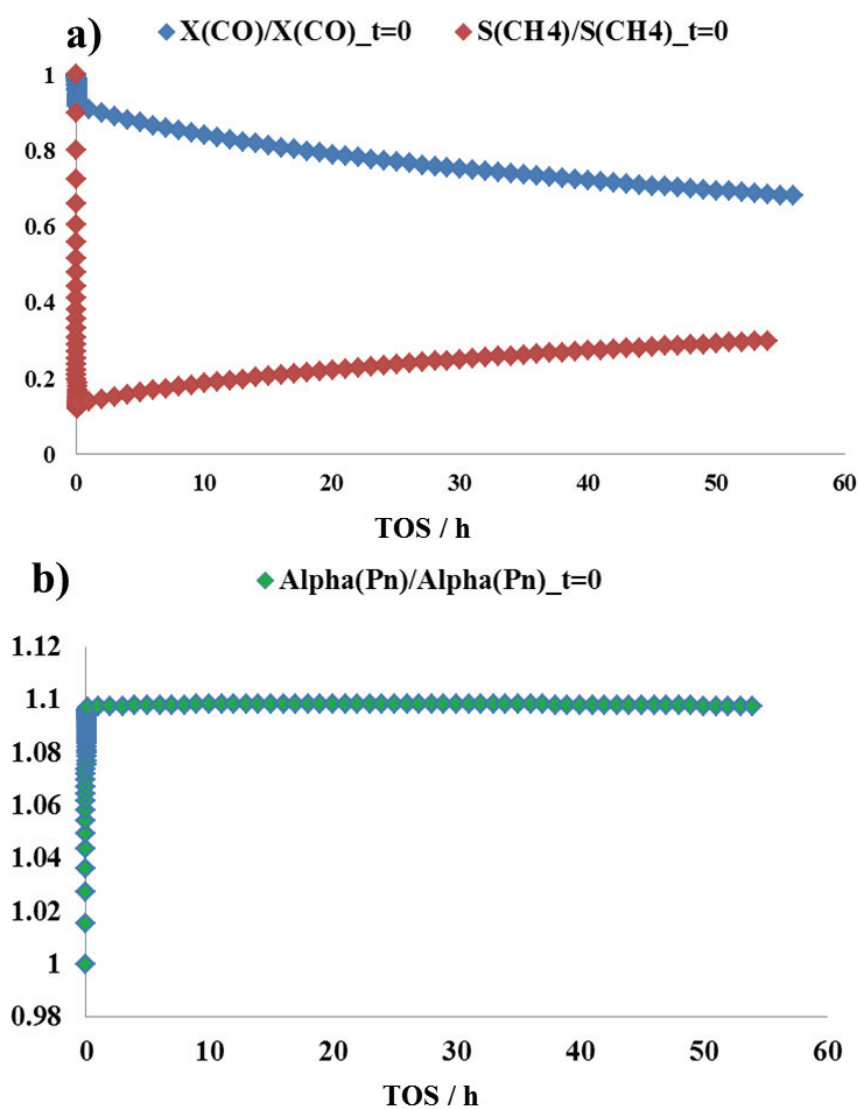 a) X(CO)/X(CO)_t=0 S(CH4)/S(CH4)_t=0
1
0.8
0.6
0.4
0.2
0
0 10 20 30 40 50 60
TOS / h
b) Alpha(Pn)/Alpha(Pn)_t=0
1.12
1.1
1.08
1.06
1.04
1.02
1
0.98
0 10 20 30 40 50 60
TOS / h